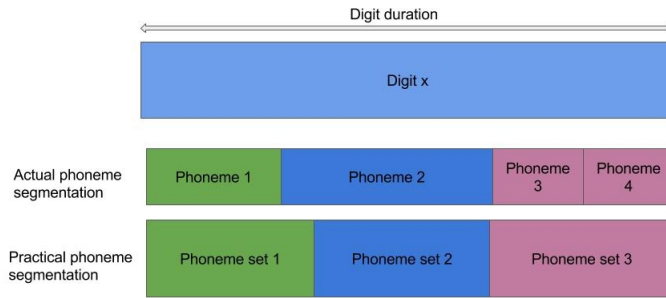 Digit duration
Digit x
Actual phoneme
segmentation
Phoneme 1
Phoneme 2
Phoneme
3
Phoneme
4
Practical phoneme
segmentation
Phoneme set 1
Phoneme set 2
Phoneme set 3